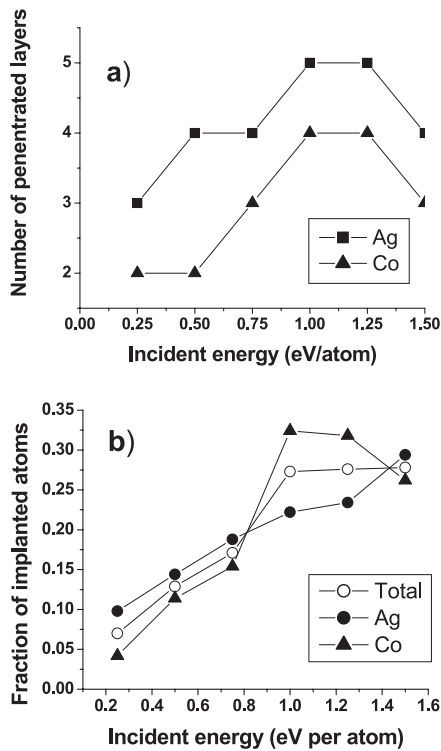 a)
5
4
3
2
Number of penetrated layers
Ag
Co
0.00 0.25 0.50 0.75 1.00 1.25 1.50
Incident energy (eV/atom)
b)
0.35
0.30
0.25
0.20
0.15
0.10
0.05
0.00
Fraction of implanted atoms
Total
Ag
Co
0.2 0.4 0.6 0.8 1.0 1.2 1.4 1.6
Incident energy (eV per atom)